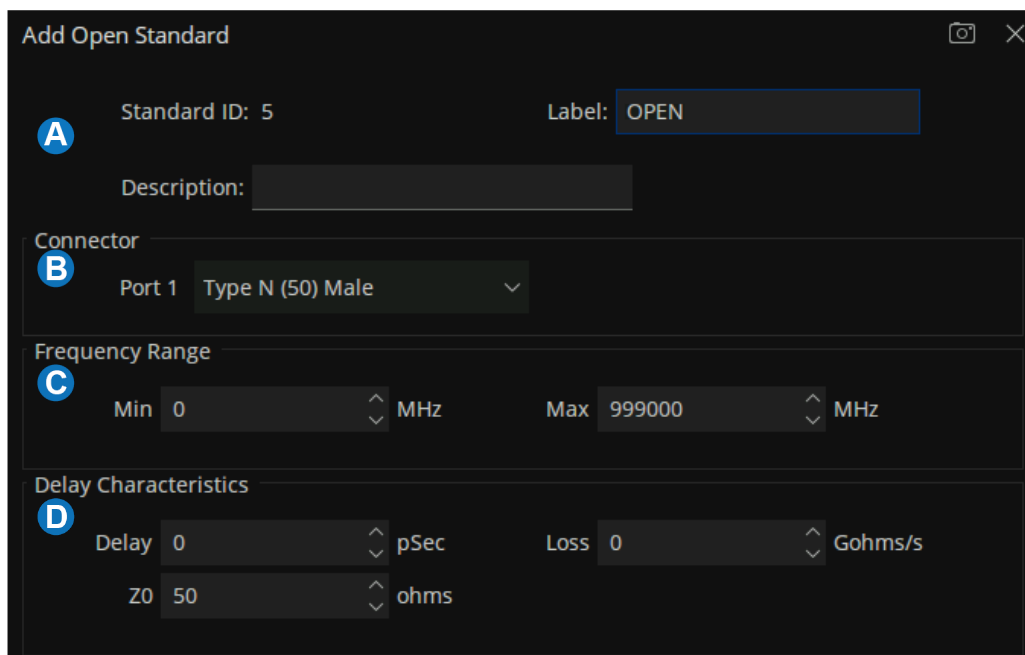 Add Open Standard
Standard ID: 5 Label: OPEN
A
Description:
Connector
B
Port 1 Type N (50) Male
Frequency Range
C
Min 0 MHz Max 999000 MHz
Delay Characteristics
D
Delay 0 pSec Loss 0 Gohms/s
Z0 50 ohms